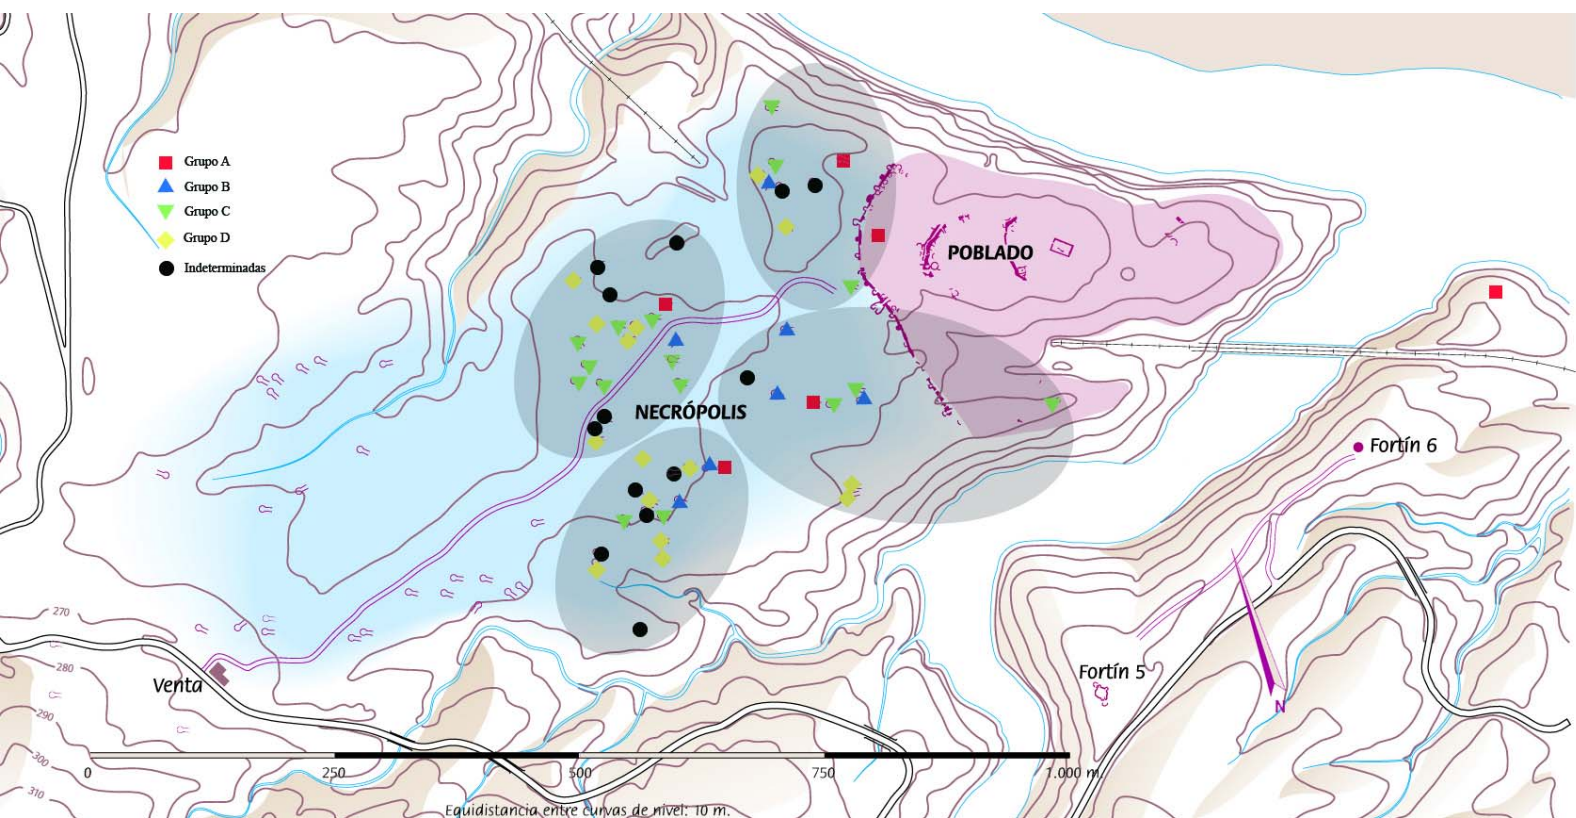 Grupo A
Grupo B
Grupo C
Grupo D
Indeterminadas
POBLADO
NECRÓPOLIS
Fortín 6
Fortín 5
N
Venta
270
280
290
300
310
0 250 500 750 1.000 m.
Equidistancia entre curvas de nivel: 10 m.